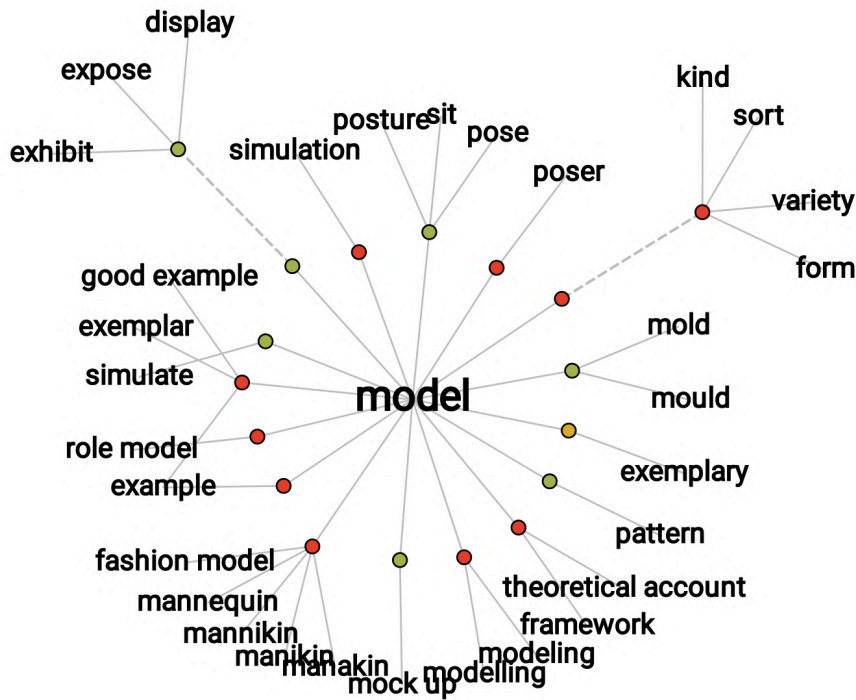 display
expose
kind
sort
posture
sit
pose
exhibit
simulation
poser
variety
form
good example
exemplar
mold
simulate
model
mould
role model
exemplary
example
pattern
fashion model
theoretical account
mannequin
framework
mannikin
modeling
manikin
manakin
modelling
mock up